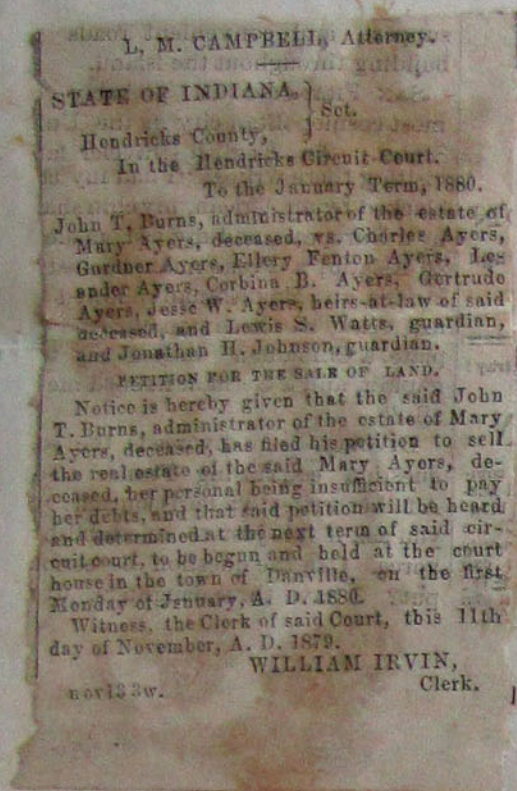 L. M. CAMPBELL, Attorney.
STATE OF INDIANA, } Sct.
Hendricks County,
In the Hendricks Circuit Court.
To the January Term, 1880.
John T. Burns, administrator of the estate of
Mary Ayers, deceased, vs. Charles Ayers,
Gardner Ayers, Ellery Fenton Ayers, Les
ander Ayers, Corbina B. Ayers, Gertrude
Ayers, Jesse W. Ayers, heirs-at-law of said
deceased, and Lewis S. Watts, guardian,
and Jonathan H. Johnson, guardian.
PETITION FOR THE SALE OF LAND.
Notice is hereby given that the said John
T. Burns, administrator of the estate of Mary
Ayers, deceased, has filed his petition to sell
the real estate of the said Mary Ayers, de-
ceased, her personal being insufficient to pay
her debts, and that said petition will be heard
and determined at the next term of said cir-
cuit court, to be begun and held at the court
house in the town of Danville, on the first
Monday of January, A. D. 1880.
Witness, the Clerk of said Court, this 11th
day of November, A. D. 1879.
WILLIAM IRVIN,
nov13 3w. Clerk.